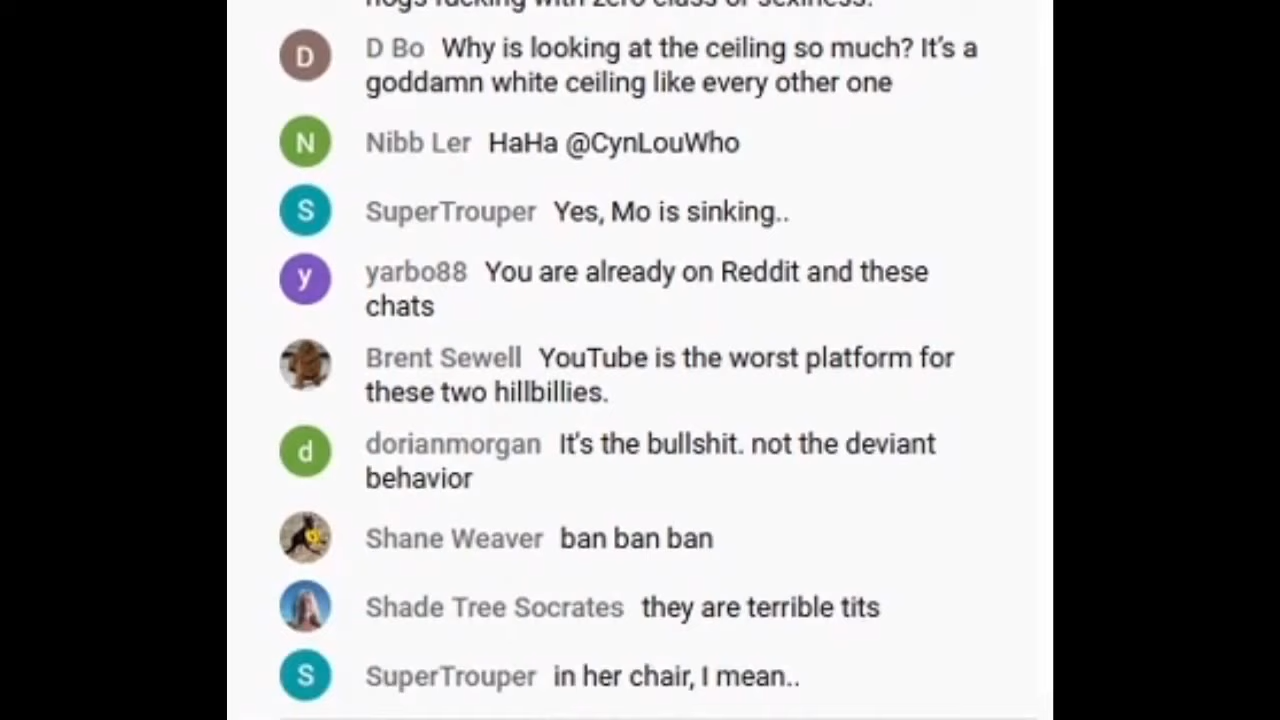 hogs fucking with zero class or sexiness.
D
D Bo Why is looking at the ceiling so much? It's a
goddamn white ceiling like every other one
N
Nibb Ler HaHa @CynLouWho
S
SuperTrouper Yes, Mo is sinking..
y
yarbo88 You are already on Reddit and these
chats
Brent Sewell YouTube is the worst platform for
these two hillbillies.
d
dorianmorgan It's the bullshit. not the deviant
behavior
Shane Weaver ban ban ban
Shade Tree Socrates they are terrible tits
S
SuperTrouper in her chair, I mean..